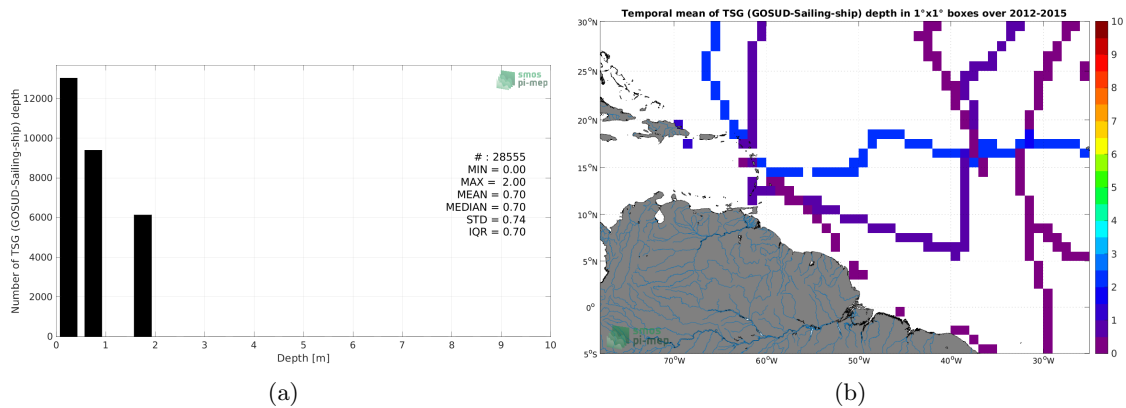 smos
pi-mep
Number of TSG (GOSUD-Sailing-ship) depth
12000
10000
8000
6000
4000
2000
0
# : 28555
MIN = 0.00
MAX = 2.00
MEAN = 0.70
MEDIAN = 0.70
STD = 0.74
IQR = 0.70
1 2 3 4 5 6 7 8 9 10
Depth [m]
(a)
Temporal mean of TSG (GOSUD-Sailing-ship) depth in 1°x1° boxes over 2012-2015
30°N
25°N
20°N
15°N
10°N
5°N
0°
5°S
70°W 60°W 50°W 40°W 30°W
smos
pi-mep
10
9
8
7
6
5
4
3
2
1
0
(b)